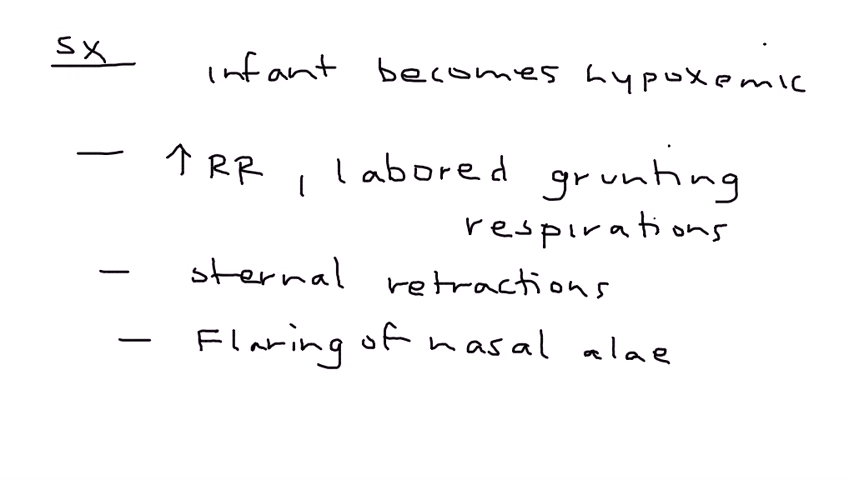 Sx infant becomes hypoxemic
— ↑ RR, labored grunting
respirations
— sternal retractions
— Flaring of nasal alae